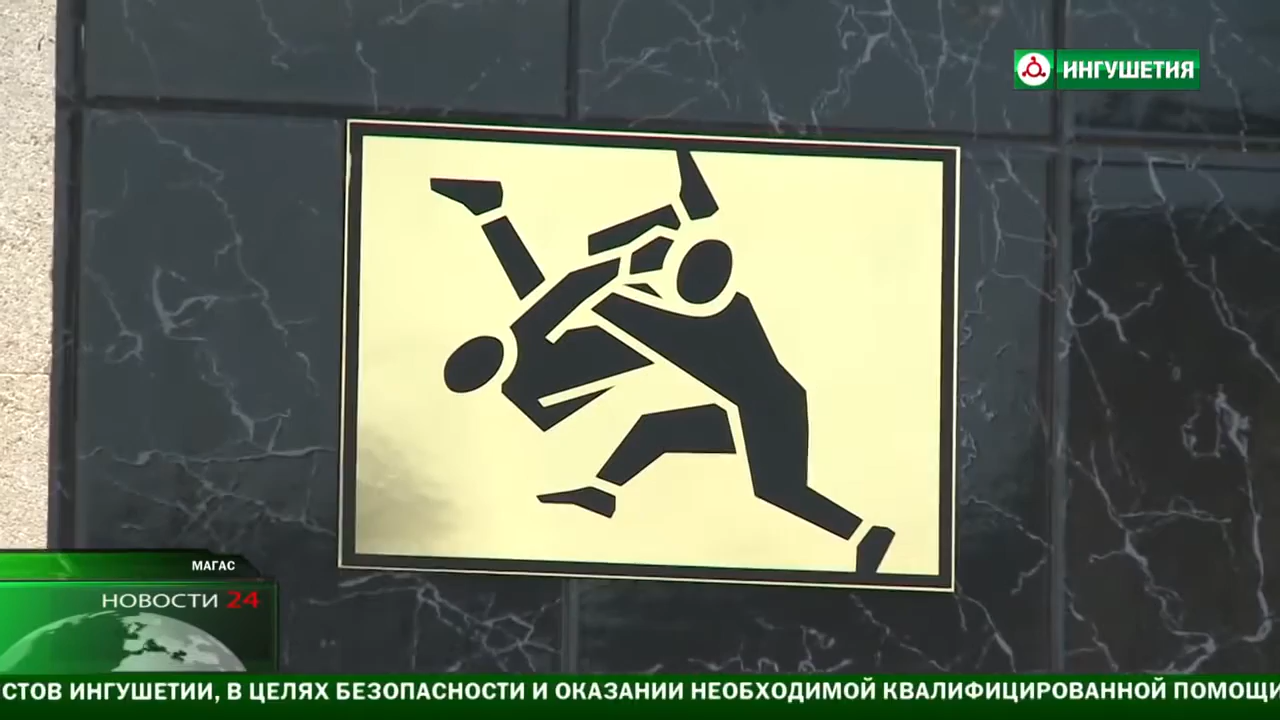 ИНГУШЕТИЯ
МАГАС
НОВОСТИ 24
СТОВ ИНГУШЕТИИ, В ЦЕЛЯХ БЕЗОПАСНОСТИ И ОКАЗАНИИ НЕОБХОДИМОЙ КВАЛИФИЦИРОВАННОЙ ПОМОЩИ